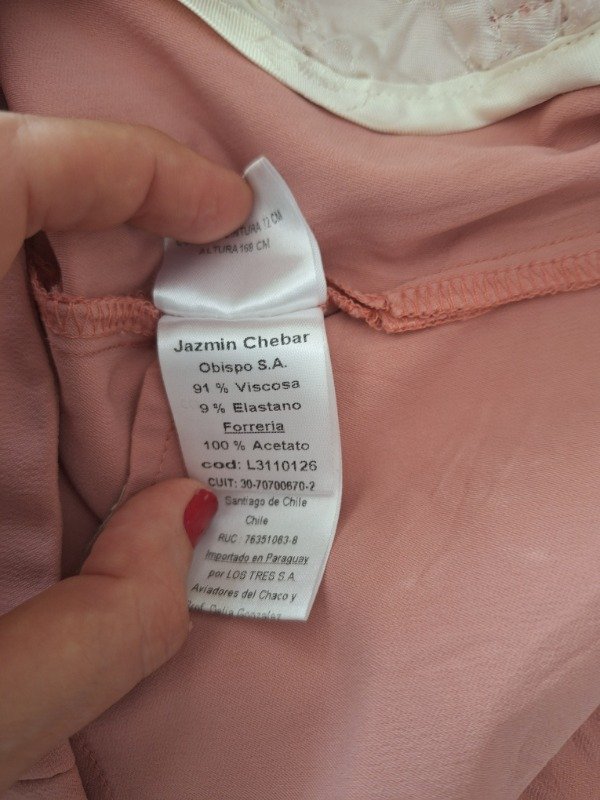 ALTURA 168 CM
Jazmin Chebar
Obispo S.A.
91 % Viscosa
9 % Elastano
Forreria
100 % Acetato
cod: L3110126
CUIT: 30-70700670-2
Santiago de Chile
Chile
RUC 76351083-8
Importado en Paraguay
por LOS TRES S.A.
Aviadores del Chaco y